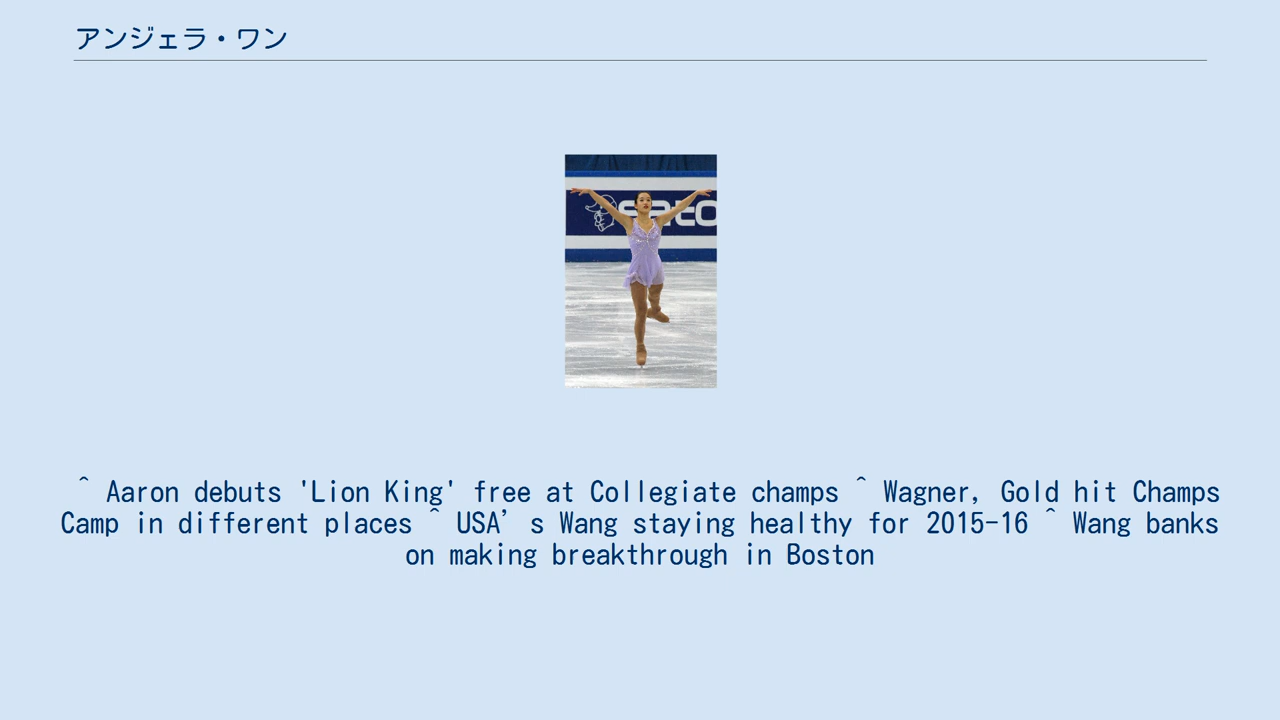 アンジェラ・ワン
sato
^ Aaron debuts 'Lion King' free at Collegiate champs ^ Wagner, Gold hit Champs
Camp in different places ^ USA’s Wang staying healthy for 2015-16 ^ Wang banks
on making breakthrough in Boston